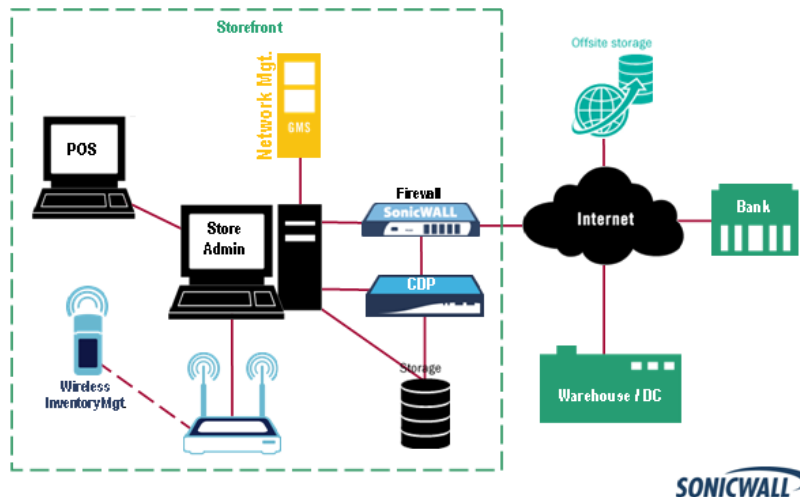 Storefront
Offsite storage
Network Mgt.
GMS
POS
Firewall
SonicWALL
Store
Admin
Internet
Bank
CDP
Storage
Wireless
InventoryMgt.
Warehouse / DC
SONICWALL